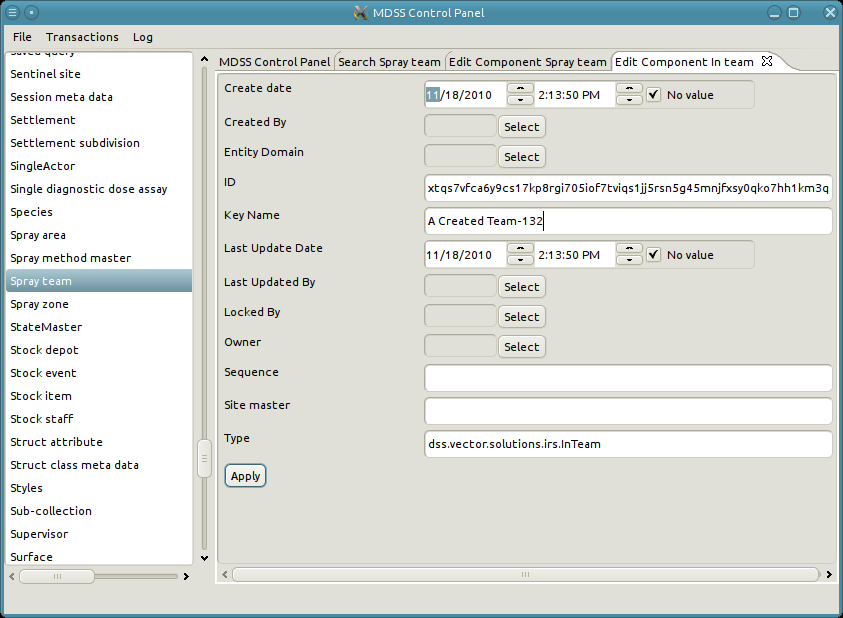 MDSS Control Panel
File Transactions Log
Saved query
Sentinel site
Session meta data
Settlement
Settlement subdivision
SingleActor
Single diagnostic dose assay
Species
Spray area
Spray method master
Spray team
Spray zone
StateMaster
Stock depot
Stock event
Stock item
Stock staff
Struct attribute
Struct class meta data
Styles
Sub-collection
Supervisor
Surface
MDSS Control Panel Search Spray team Edit Component Spray team Edit Component In team
Create date 11/18/2010 2:13:50 PM No value
Created By Select
Entity Domain Select
ID xtqs7vfca6y9cs17kp8rgi705iof7tviqs1jj5rsn5g45mnjfxsy0qko7hh1km3q
Key Name A Created Team-132
Last Update Date 11/18/2010 2:13:50 PM No value
Last Updated By Select
Locked By Select
Owner Select
Sequence
Site master
Type dss.vector.solutions.irs.InTeam
Apply